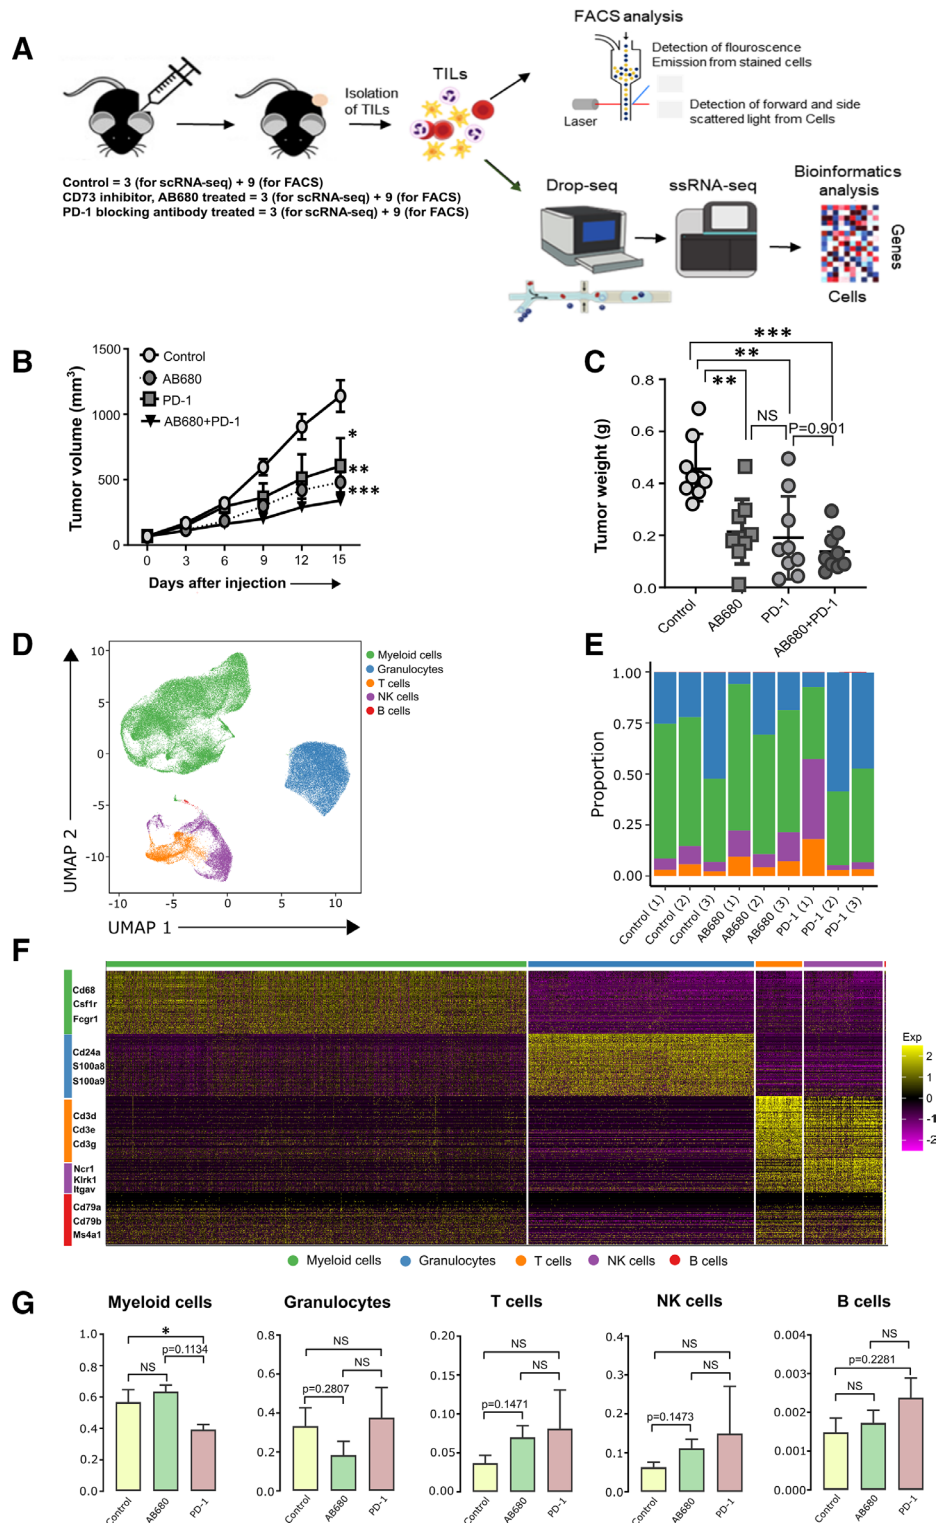 A
FACS analysis
Detection of flouroscence
Emission from stained cells
Laser
Detection of forward and side
scattered light from Cells
Isolation
of TILs
TILs
Control = 3 (for scRNA-seq) + 9 (for FACS)
CD73 inhibitor, AB680 treated = 3 (for scRNA-seq) + 9 (for FACS)
PD-1 blocking antibody treated = 3 (for scRNA-seq) + 9 (for FACS)
Drop-seq
ssRNA-seq
Bioinformatics
analysis
Genes
Cells
B
Tumor volume (mm³)
1500
1000
500
0
Control
AB680
PD-1
AB680+PD-1
*
**
***
0 3 6 9 12 15
Days after injection
C
***
**
**
NS
P=0.901
Tumor weight (g)
0.8
0.6
0.4
0.2
0.0
Control
AB680
PD-1
AB680+PD-1
D
10
5
0
-5
-10
UMAP 2
-10 -5 0 5 10
UMAP 1
Myeloid cells
Granulocytes
T cells
NK cells
B cells
E
Proportion
1.00
0.75
0.50
0.25
0.00
Control (1)
Control (2)
Control (3)
AB680 (1)
AB680 (2)
AB680 (3)
PD-1 (1)
PD-1 (2)
PD-1 (3)
F
Cd68
Csf1r
Fcgr1
Cd24a
S100a8
S100a9
Cd3d
Cd3e
Cd3g
Ncr1
Klrk1
Itgav
Cd79a
Cd79b
Ms4a1
Exp
2
1
0
-1
-2
Myeloid cells
Granulocytes
T cells
NK cells
B cells
G
Myeloid cells
1.0
0.8
0.6
0.4
0.2
0.0
*
p=0.1134
NS
Control
AB680
PD-1
Granulocytes
0.8
0.6
0.4
0.2
0.0
NS
NS
p=0.2807
Control
AB680
PD-1
T cells
0.20
0.15
0.10
0.05
0.00
NS
NS
p=0.1471
Control
AB680
PD-1
NK cells
0.4
0.3
0.2
0.1
0.0
NS
NS
p=0.1473
Control
AB680
PD-1
B cells
0.004
0.003
0.002
0.001
0.000
NS
p=0.2281
NS
Control
AB680
PD-1